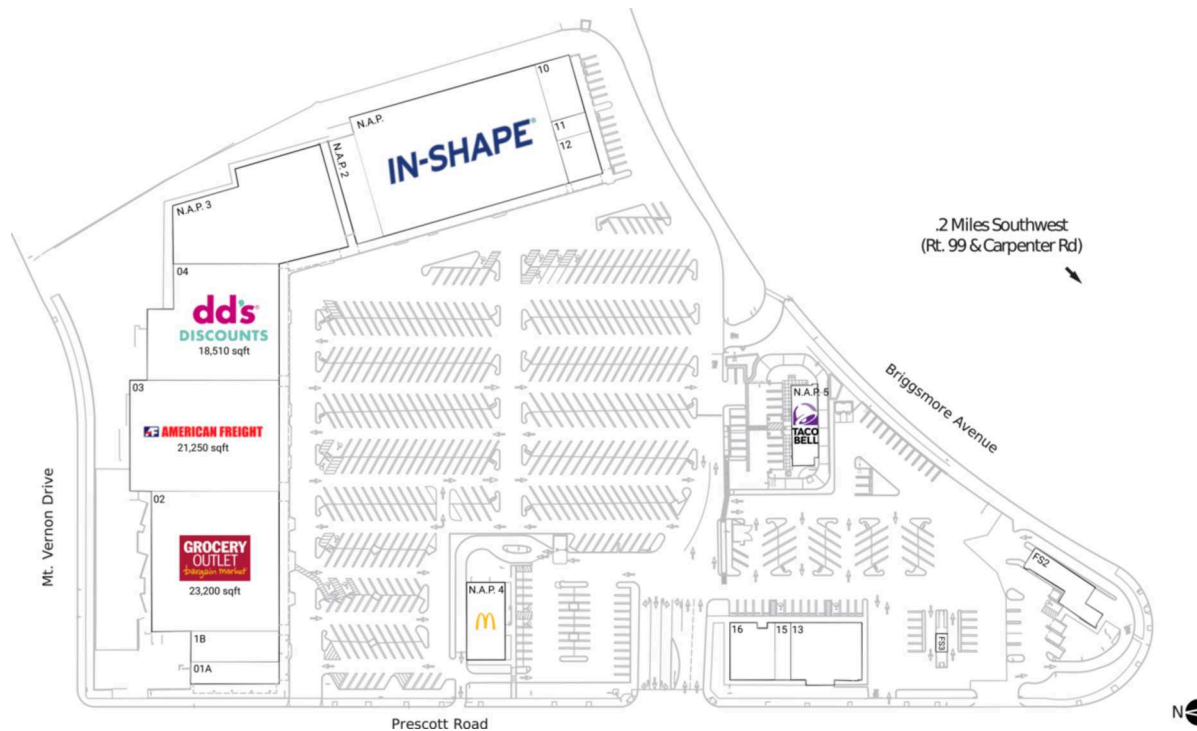 10
N.A.P.
11
IN-SHAPE
12
N.A.P. 2
N.A.P. 3
.2 Miles Southwest
(Rt. 99 & Carpenter Rd)
04
dd's
DISCOUNTS
18,510 sqft
03
AMERICAN FREIGHT
21,250 sqft
N.A.P. 5
TACO
BELL
Briggsmore Avenue
Mt. Vernon Drive
02
GROCERY
OUTLET
bargain market
23,200 sqft
FS2
N.A.P. 4
1B
16
15
13
FS3
01A
Prescott Road
N